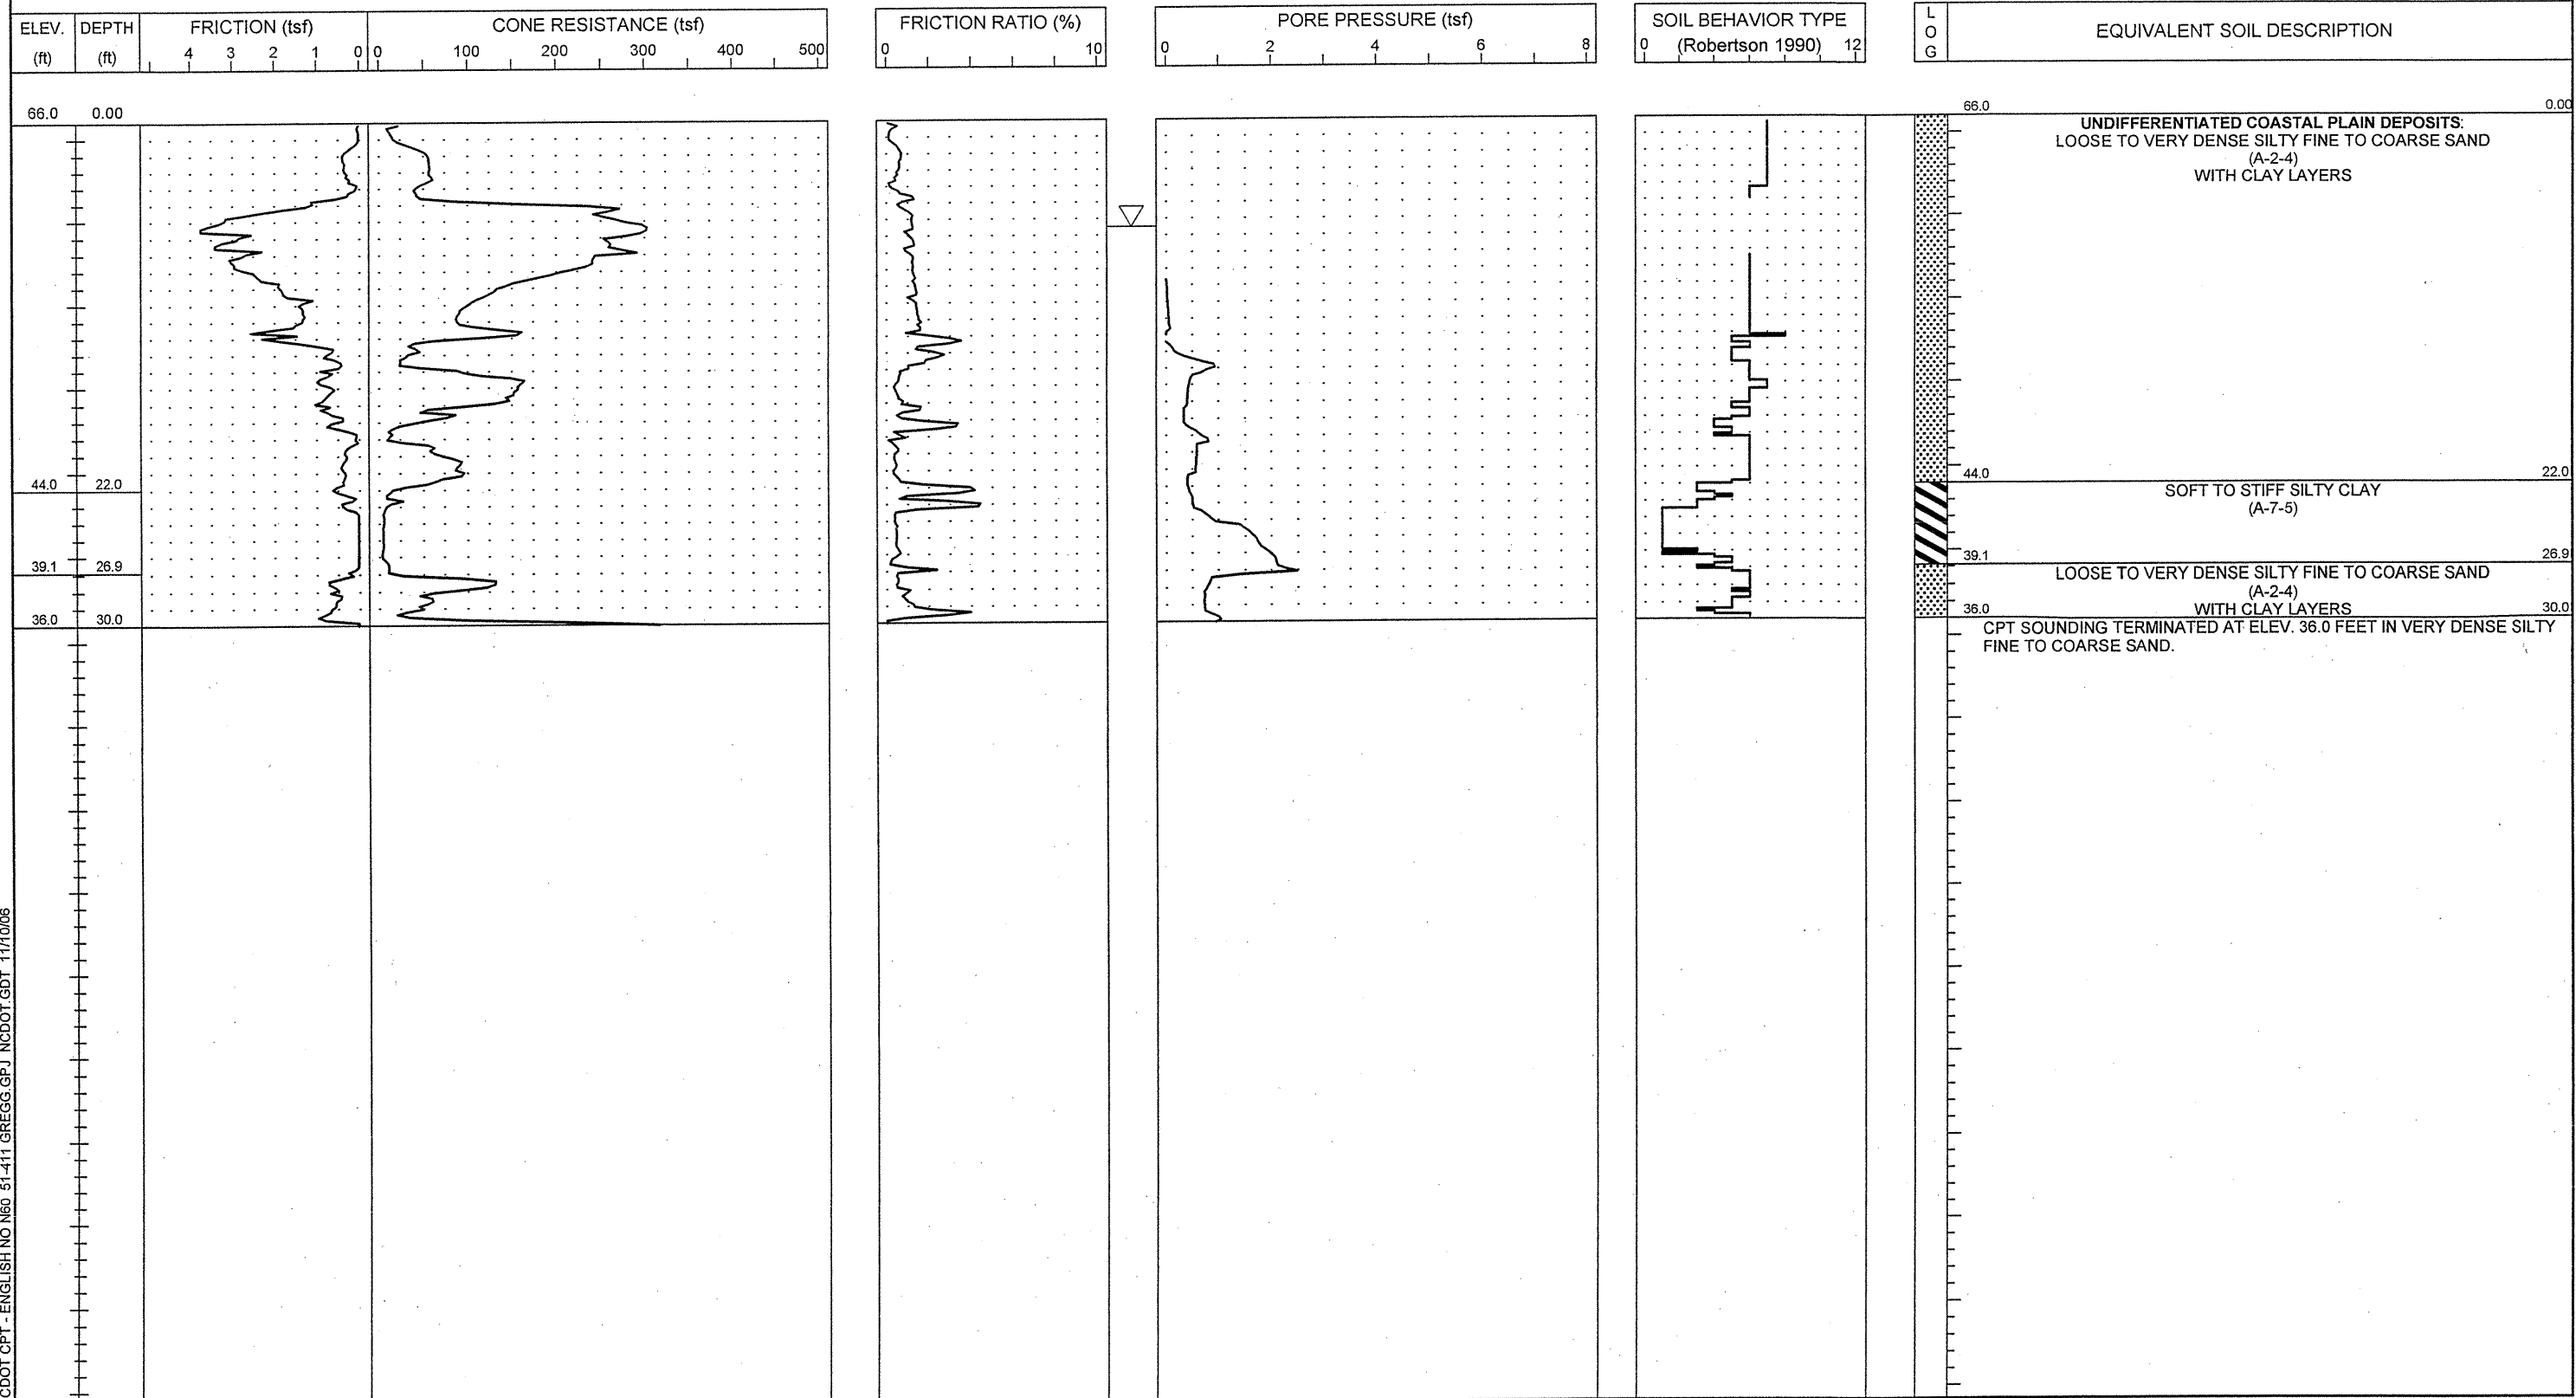 ELEV.
(ft)
DEPTH
(ft)
FRICTION (tsf)
4 3 2 1 0
CONE RESISTANCE (tsf)
0 100 200 300 400 500
FRICTION RATIO (%)
0 10
PORE PRESSURE (tsf)
0 2 4 6 8
SOIL BEHAVIOR TYPE
(Robertson 1990)
0 12
L
O
G
EQUIVALENT SOIL DESCRIPTION
66.0 0.00
66.0 0.00
UNDIFFERENTIATED COASTAL PLAIN DEPOSITS:
LOOSE TO VERY DENSE SILTY FINE TO COARSE SAND
(A-2-4)
WITH CLAY LAYERS
44.0 22.0
44.0 22.0
SOFT TO STIFF SILTY CLAY
(A-7-5)
39.1 26.9
39.1 26.9
LOOSE TO VERY DENSE SILTY FINE TO COARSE SAND
(A-2-4)
WITH CLAY LAYERS
36.0 30.0
36.0 30.0
CPT SOUNDING TERMINATED AT ELEV. 36.0 FEET IN VERY DENSE SILTY
FINE TO COARSE SAND.
CDOT CPT - ENGLISH NO N60 51-411 GREGG.GPJ NCDOT.GDT 11/10/06